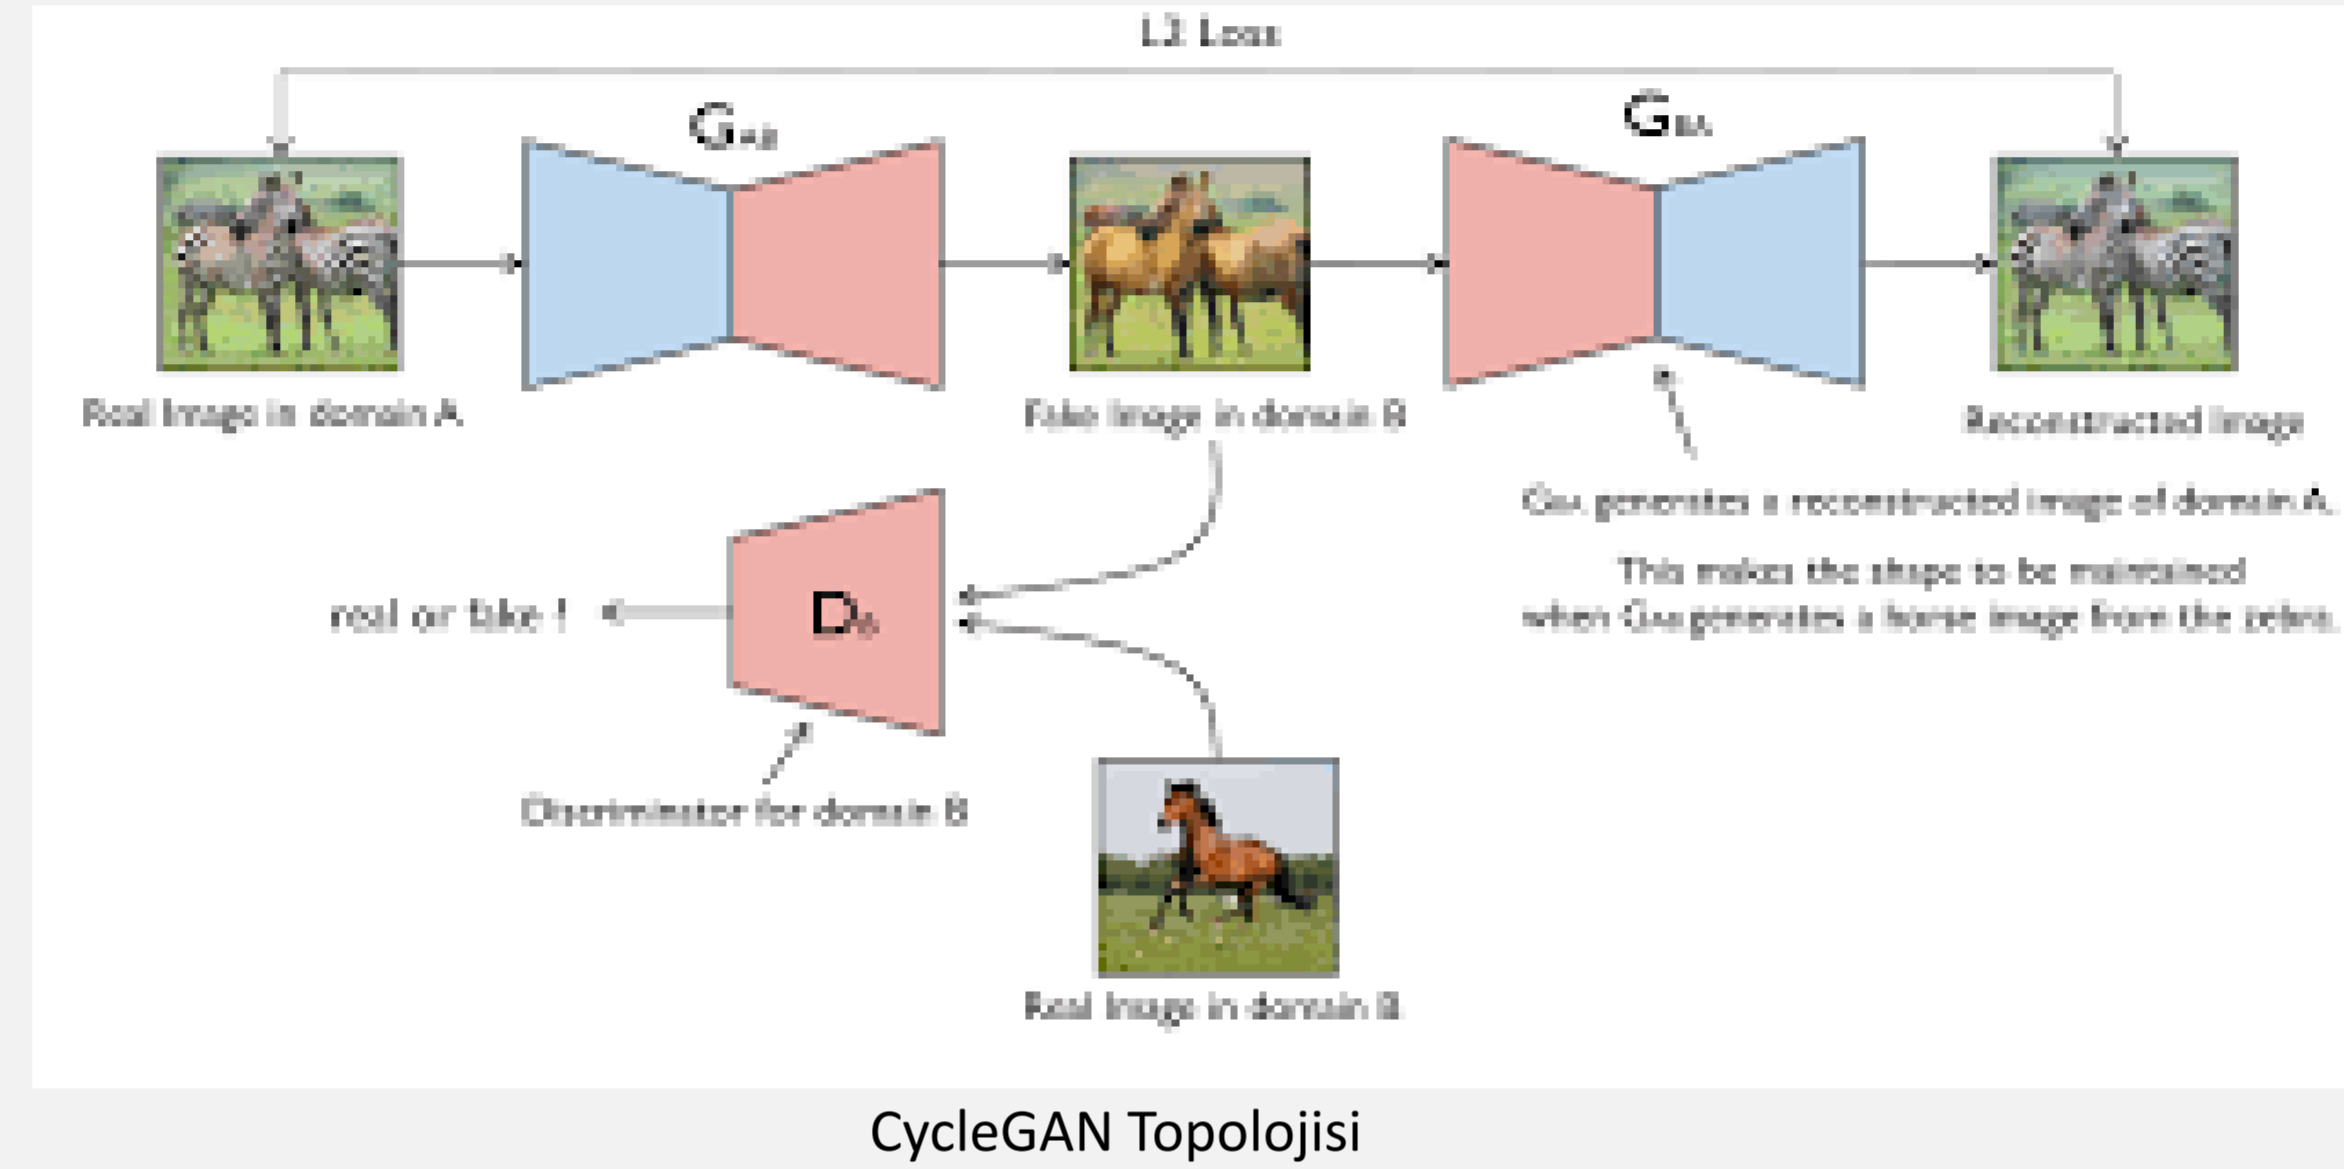 L2 Loss
GAB
GBA
Real Image in domain A
Fake Image in domain B
Reconstructed Image
GBA generates a reconstructed image of domain A.
This makes the shape to be maintained
when GAB generates a horse image from the zebra.
real or fake ?
DB
Discriminator for domain B
Real Image in domain B
CycleGAN Topolojisi